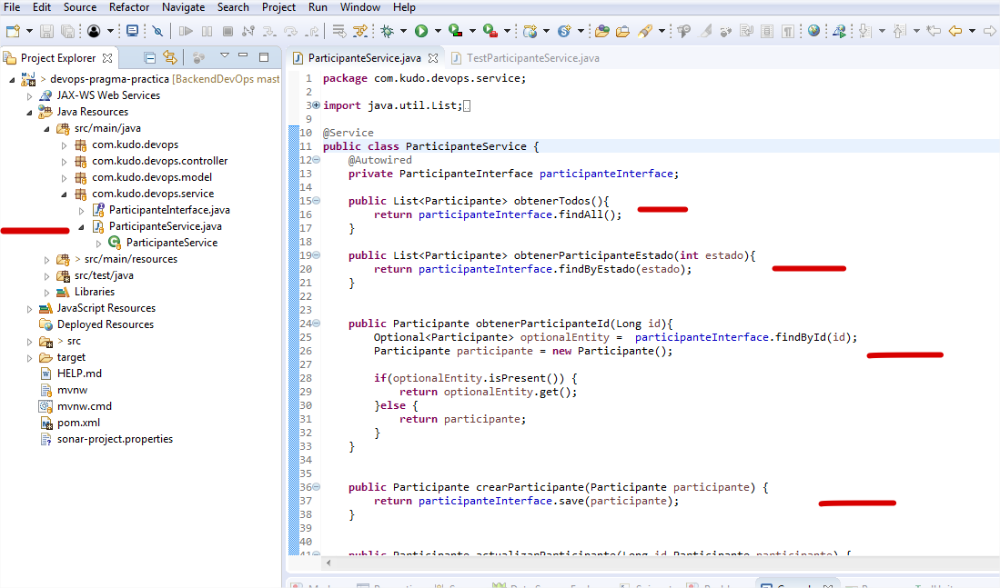 File Edit Source Refactor Navigate Search Project Run Window Help
Project Explorer
ParticipanteService.java
TestParticipanteService.java
> devops-pragma-practica [BackendDevOps mast
JAX-WS Web Services
Java Resources
src/main/java
com.kudo.devops
com.kudo.devops.controller
com.kudo.devops.model
com.kudo.devops.service
ParticipanteInterface.java
ParticipanteService.java
ParticipanteService
> src/main/resources
src/test/java
Libraries
JavaScript Resources
Deployed Resources
> src
target
HELP.md
mvnw
mvnw.cmd
pom.xml
sonar-project.properties
1 package com.kudo.devops.service;
2
3 import java.util.List;
9
10 @Service
11 public class ParticipanteService {
12 @Autowired
13 private ParticipanteInterface participanteInterface;
14
15 public List<Participante> obtenerTodos(){
16 return participanteInterface.findAll();
17 }
18
19 public List<Participante> obtenerParticipanteEstado(int estado){
20 return participanteInterface.findByEstado(estado);
21 }
22
23
24 public Participante obtenerParticipanteId(Long id){
25 Optional<Participante> optionalEntity = participanteInterface.findById(id);
26 Participante participante = new Participante();
27
28 if(optionalEntity.isPresent()) {
29 return optionalEntity.get();
30 }else {
31 return participante;
32 }
33 }
34
35
36 public Participante crearParticipante(Participante participante) {
37 return participanteInterface.save(participante);
38 }
39
40
41 public Participante actualizarParticipante(Long id,Participante participante) {